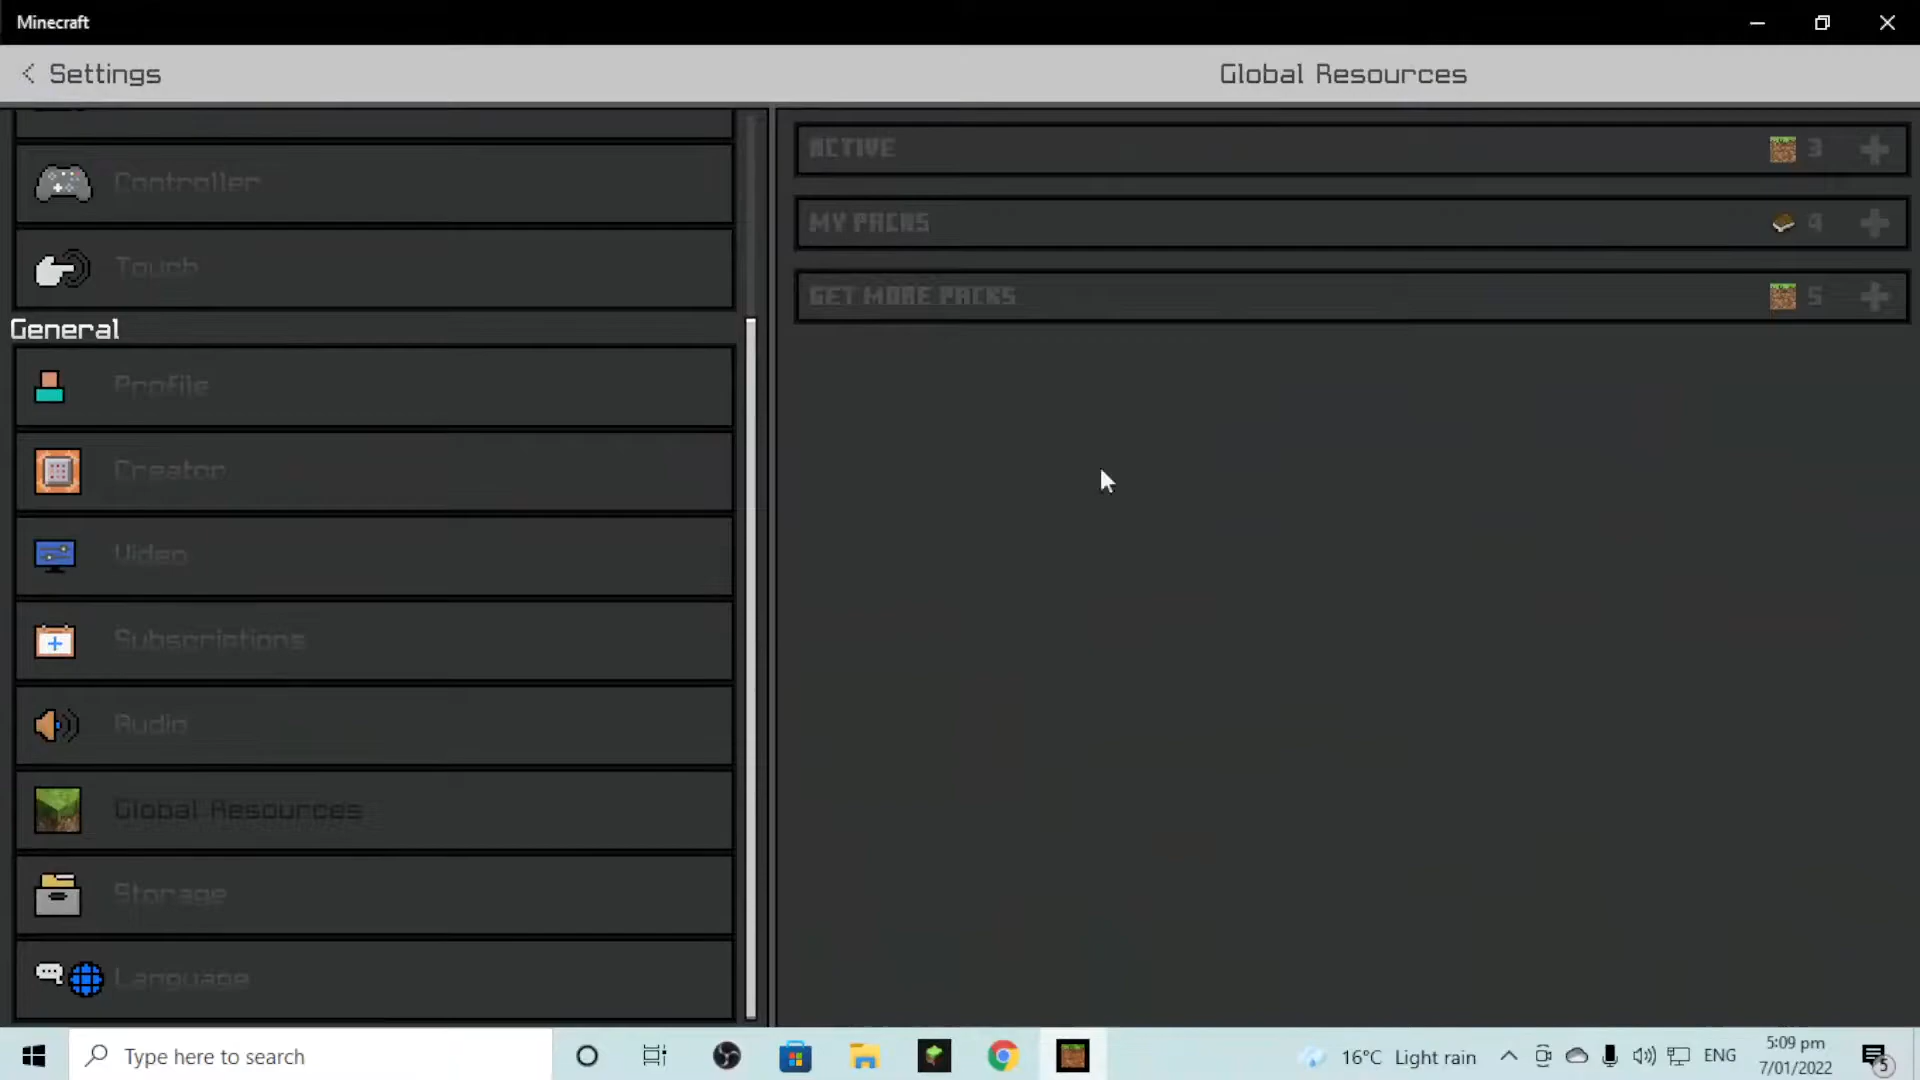 Minecraft
Settings
Global Resources
Controller
Touch
General
Profile
Creator
Video
Subscriptions
Audio
Global Resources
Storage
Language
ACTIVE 3
MY PACKS 4
GET MORE PACKS 5
Type here to search
16°C Light rain
ENG
5:09 pm
7/01/2022
5